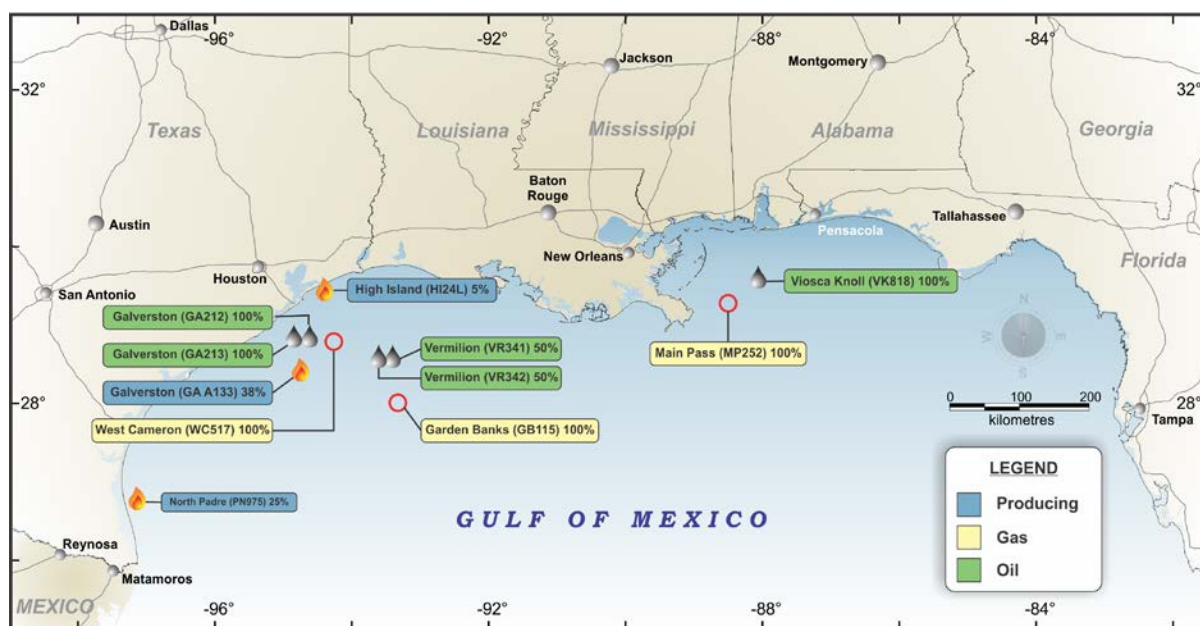 -96°
-92°
-88°
-84°
Dallas
Jackson
Montgomery
32°
32°
Texas
Louisiana
Mississippi
Alabama
Georgia
Baton
Rouge
Austin
Tallahassee
Pensacola
New Orleans
Houston
Florida
San Antonio
High Island (HI24L) 5%
Viosca Knoll (VK818) 100%
Galverston (GA212) 100%
Galverston (GA213) 100%
Vermilion (VR341) 50%
Main Pass (MP252) 100%
Vermilion (VR342) 50%
Galverston (GA A133) 38%
N
W
E
S
West Cameron (WC517) 100%
Garden Banks (GB115) 100%
28°
28°
0 100 200
kilometres
Tampa
LEGEND
Producing
Gas
Oil
North Padre (PN975) 25%
GULF OF MEXICO
Reynosa
Matamoros
MEXICO
-96°
-92°
-88°
-84°